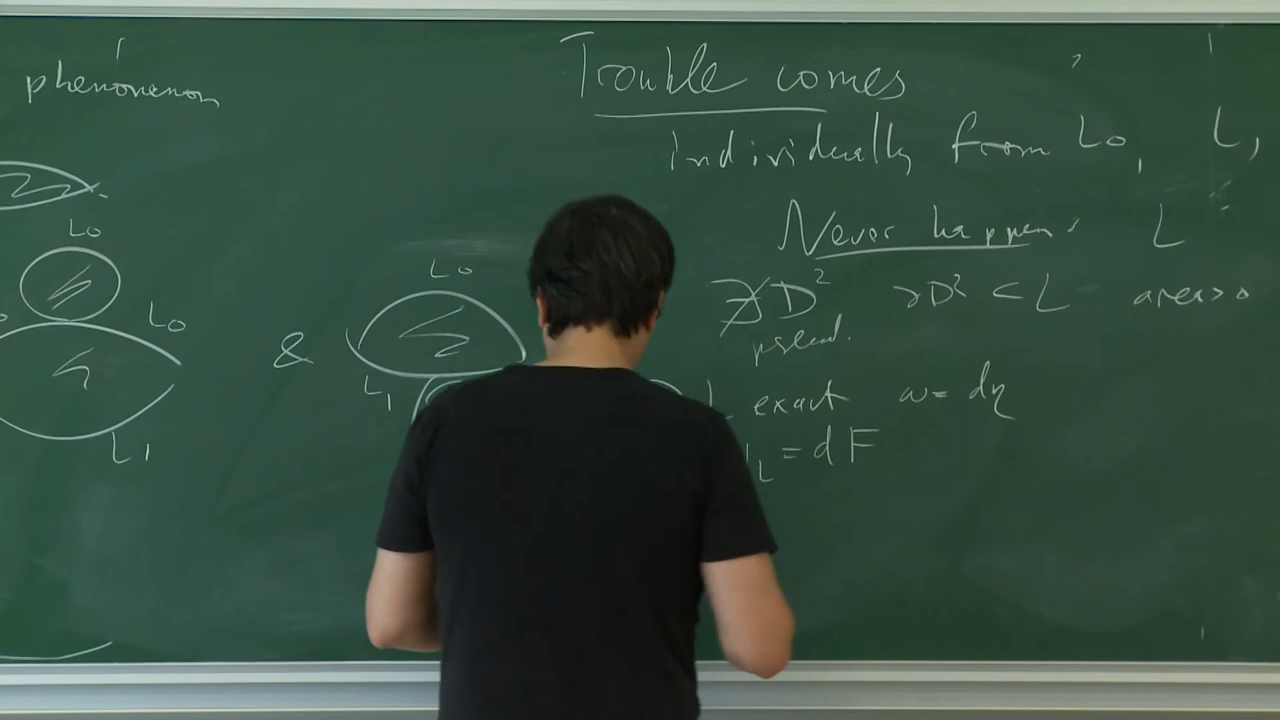 phenomenon
L₀
L₀
L₁
&
L₀
L₁
Trouble comes
individually from L₀, L₁
Never happens L
∄D² ∂D² ⊂ L area>0
pseud.
exact ω = dη
L = dF